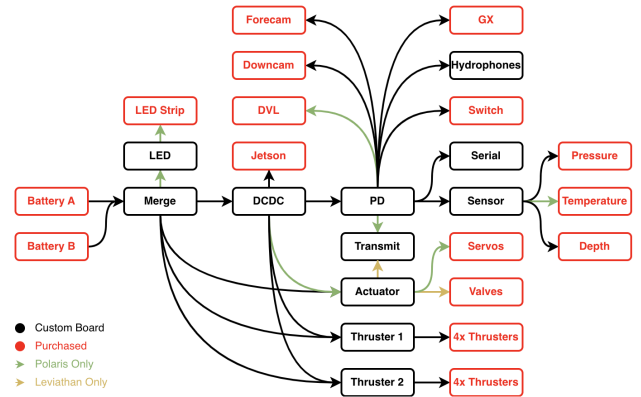 Forecam
GX
Downcam
Hydrophones
LED Strip
DVL
Switch
LED
Jetson
Serial
Pressure
Battery A
Merge
DCDC
PD
Sensor
Temperature
Battery B
Transmit
Servos
Depth
Actuator
Valves
Custom Board
Thruster 1
4x Thrusters
Purchased
Polaris Only
Leviathan Only
Thruster 2
4x Thrusters